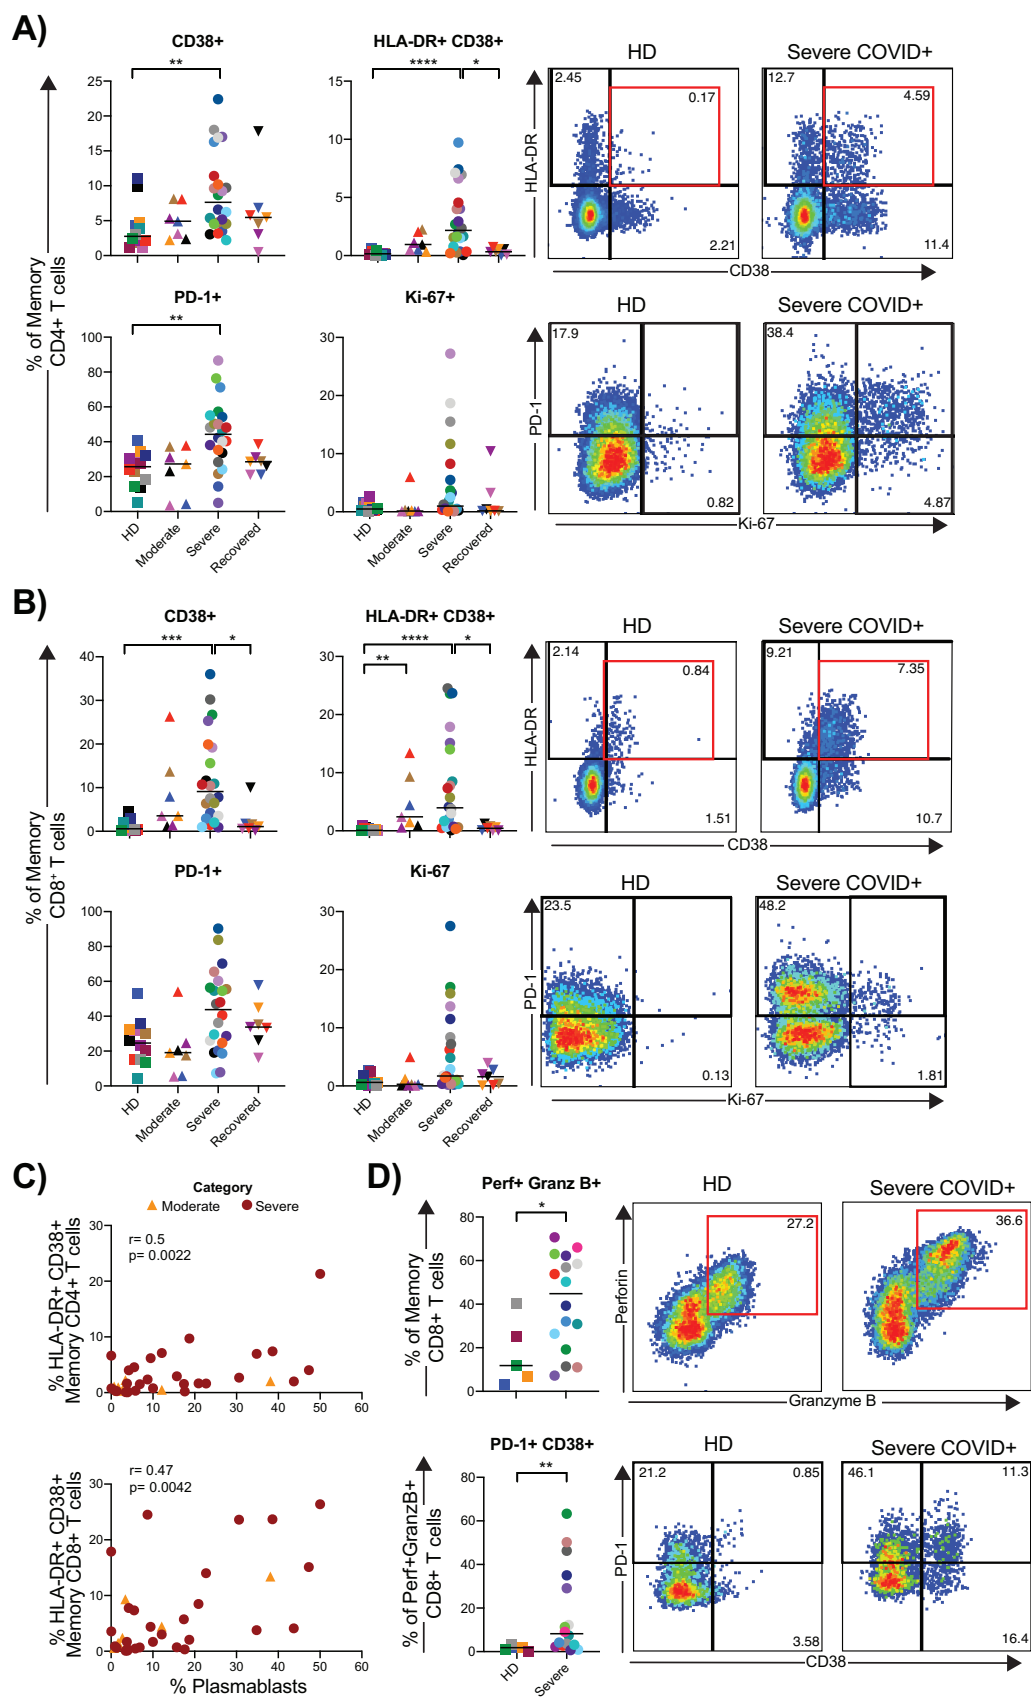 A)
CD38+
HLA-DR+ CD38+
HD
Severe COVID+
% of Memory
CD4+ T cells
25
20
15
10
5
0
**
15
10
5
0
**** *
HLA-DR
2.45
0.17
2.21
12.7
4.59
11.4
CD38
PD-1+
Ki-67+
HD
Severe COVID+
100
80
60
40
20
0
**
30
20
10
0
HD
Moderate
Severe
Recovered
HD
Moderate
Severe
Recovered
PD-1
17.9
0.82
38.4
4.87
Ki-67
B)
CD38+
HLA-DR+ CD38+
HD
Severe COVID+
% of Memory
CD8+ T cells
40
30
20
10
0
*** *
30
20
10
0
**** *
**
HLA-DR
2.14
0.84
1.51
9.21
7.35
10.7
CD38
PD-1+
Ki-67
HD
Severe COVID+
100
80
60
40
20
0
30
20
10
0
HD
Moderate
Severe
Recovered
HD
Moderate
Severe
Recovered
PD-1
23.5
0.13
48.2
1.81
Ki-67
C)
Category
Moderate Severe
% HLA-DR+ CD38+
Memory CD4+ T cells
r= 0.5
p= 0.0022
30
20
10
0
0 10 20 30 40 50 60
% HLA-DR+ CD38+
Memory CD8+ T cells
r= 0.47
p= 0.0042
30
20
10
0
0 10 20 30 40 50 60
% Plasmablasts
D)
Perf+ Granz B+
HD
Severe COVID+
% of Memory
CD8+ T cells
80
60
40
20
0
*
Perforin
27.2
36.6
Granzyme B
PD-1+ CD38+
HD
Severe COVID+
% of Perf+GranzB+
CD8+ T cells
80
60
40
20
0
**
HD
Severe
PD-1
21.2
0.85
3.58
46.1
11.3
16.4
CD38